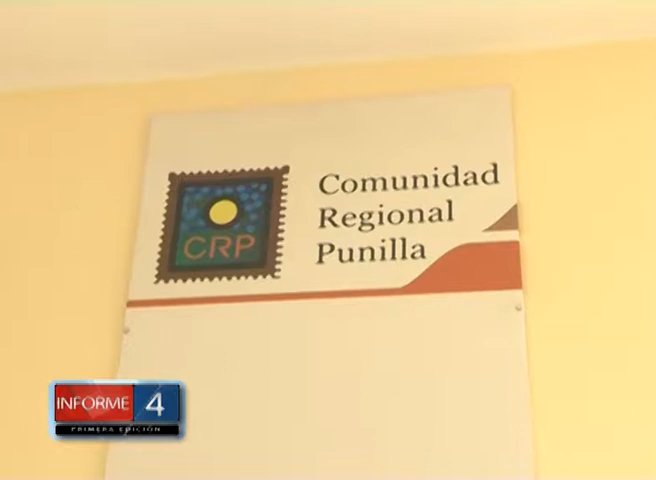 Comunidad
Regional
Punilla
CRP
INFORME 4
PRIMERA EDICIÓN